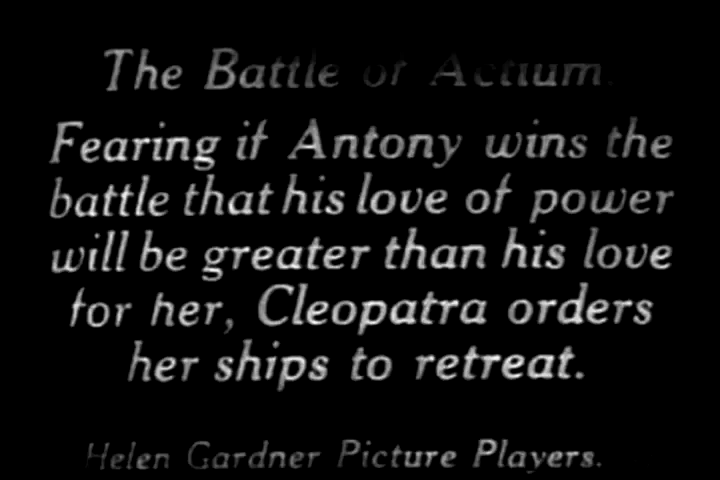 The Battle of Actium.
Fearing if Antony wins the
battle that his love of power
will be greater than his love
for her, Cleopatra orders
her ships to retreat.
Helen Gardner Picture Players.